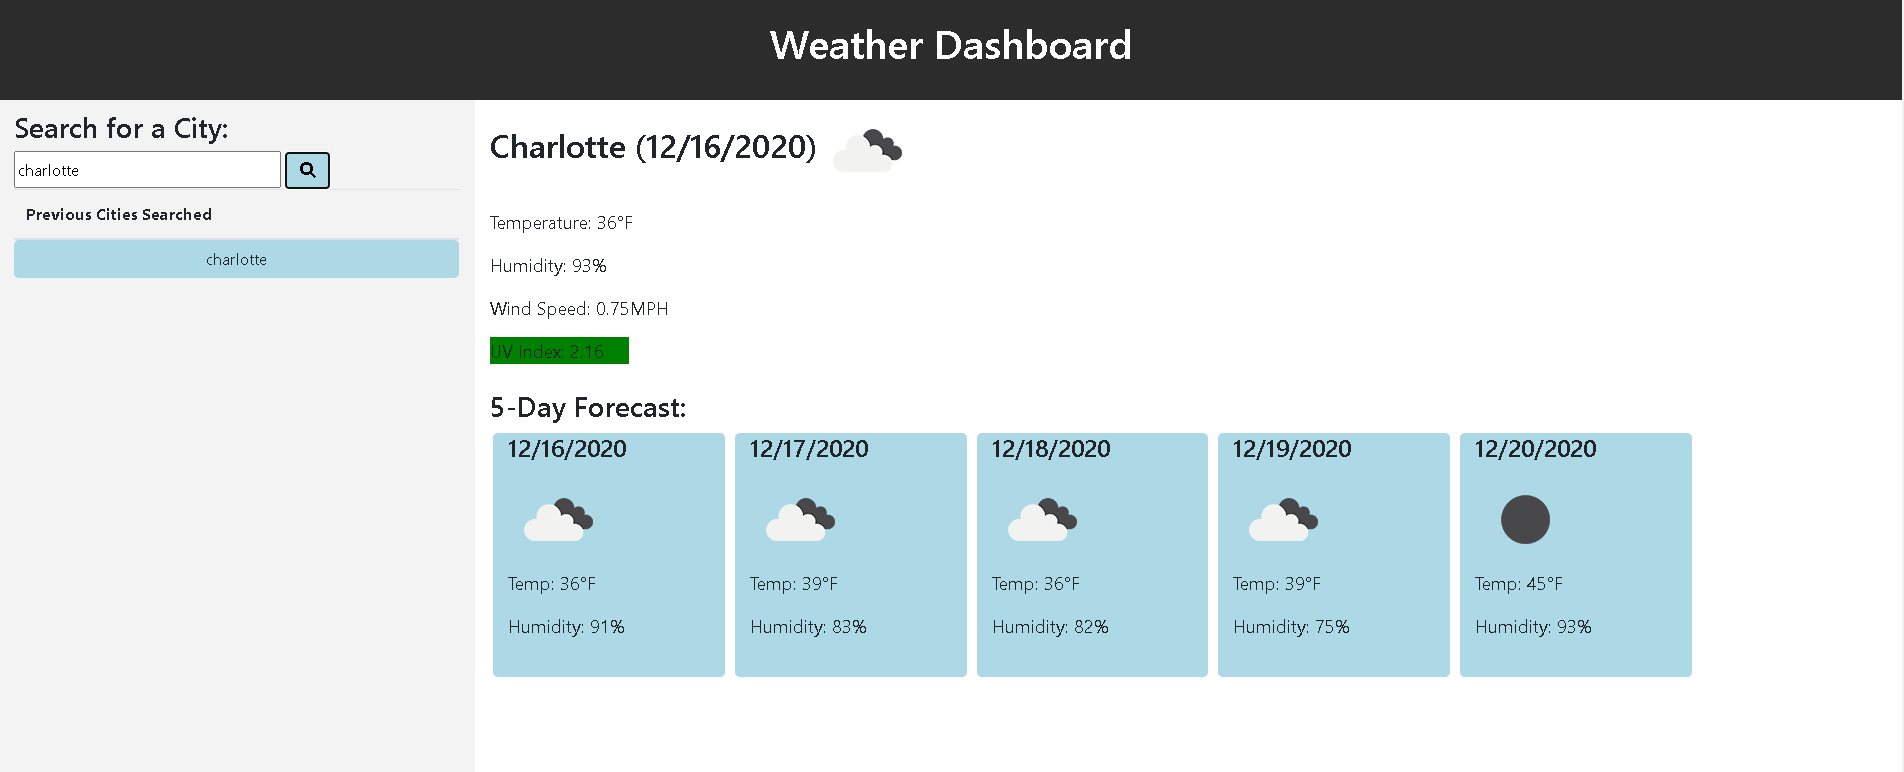 Weather Dashboard
Search for a City:
charlotte
Previous Cities Searched
charlotte
Charlotte (12/16/2020)
Temperature: 36°F
Humidity: 93%
Wind Speed: 0.75MPH
UV Index: 2.16
5-Day Forecast:
12/16/2020
Temp: 36°F
Humidity: 91%
12/17/2020
Temp: 39°F
Humidity: 83%
12/18/2020
Temp: 36°F
Humidity: 82%
12/19/2020
Temp: 39°F
Humidity: 75%
12/20/2020
Temp: 45°F
Humidity: 93%